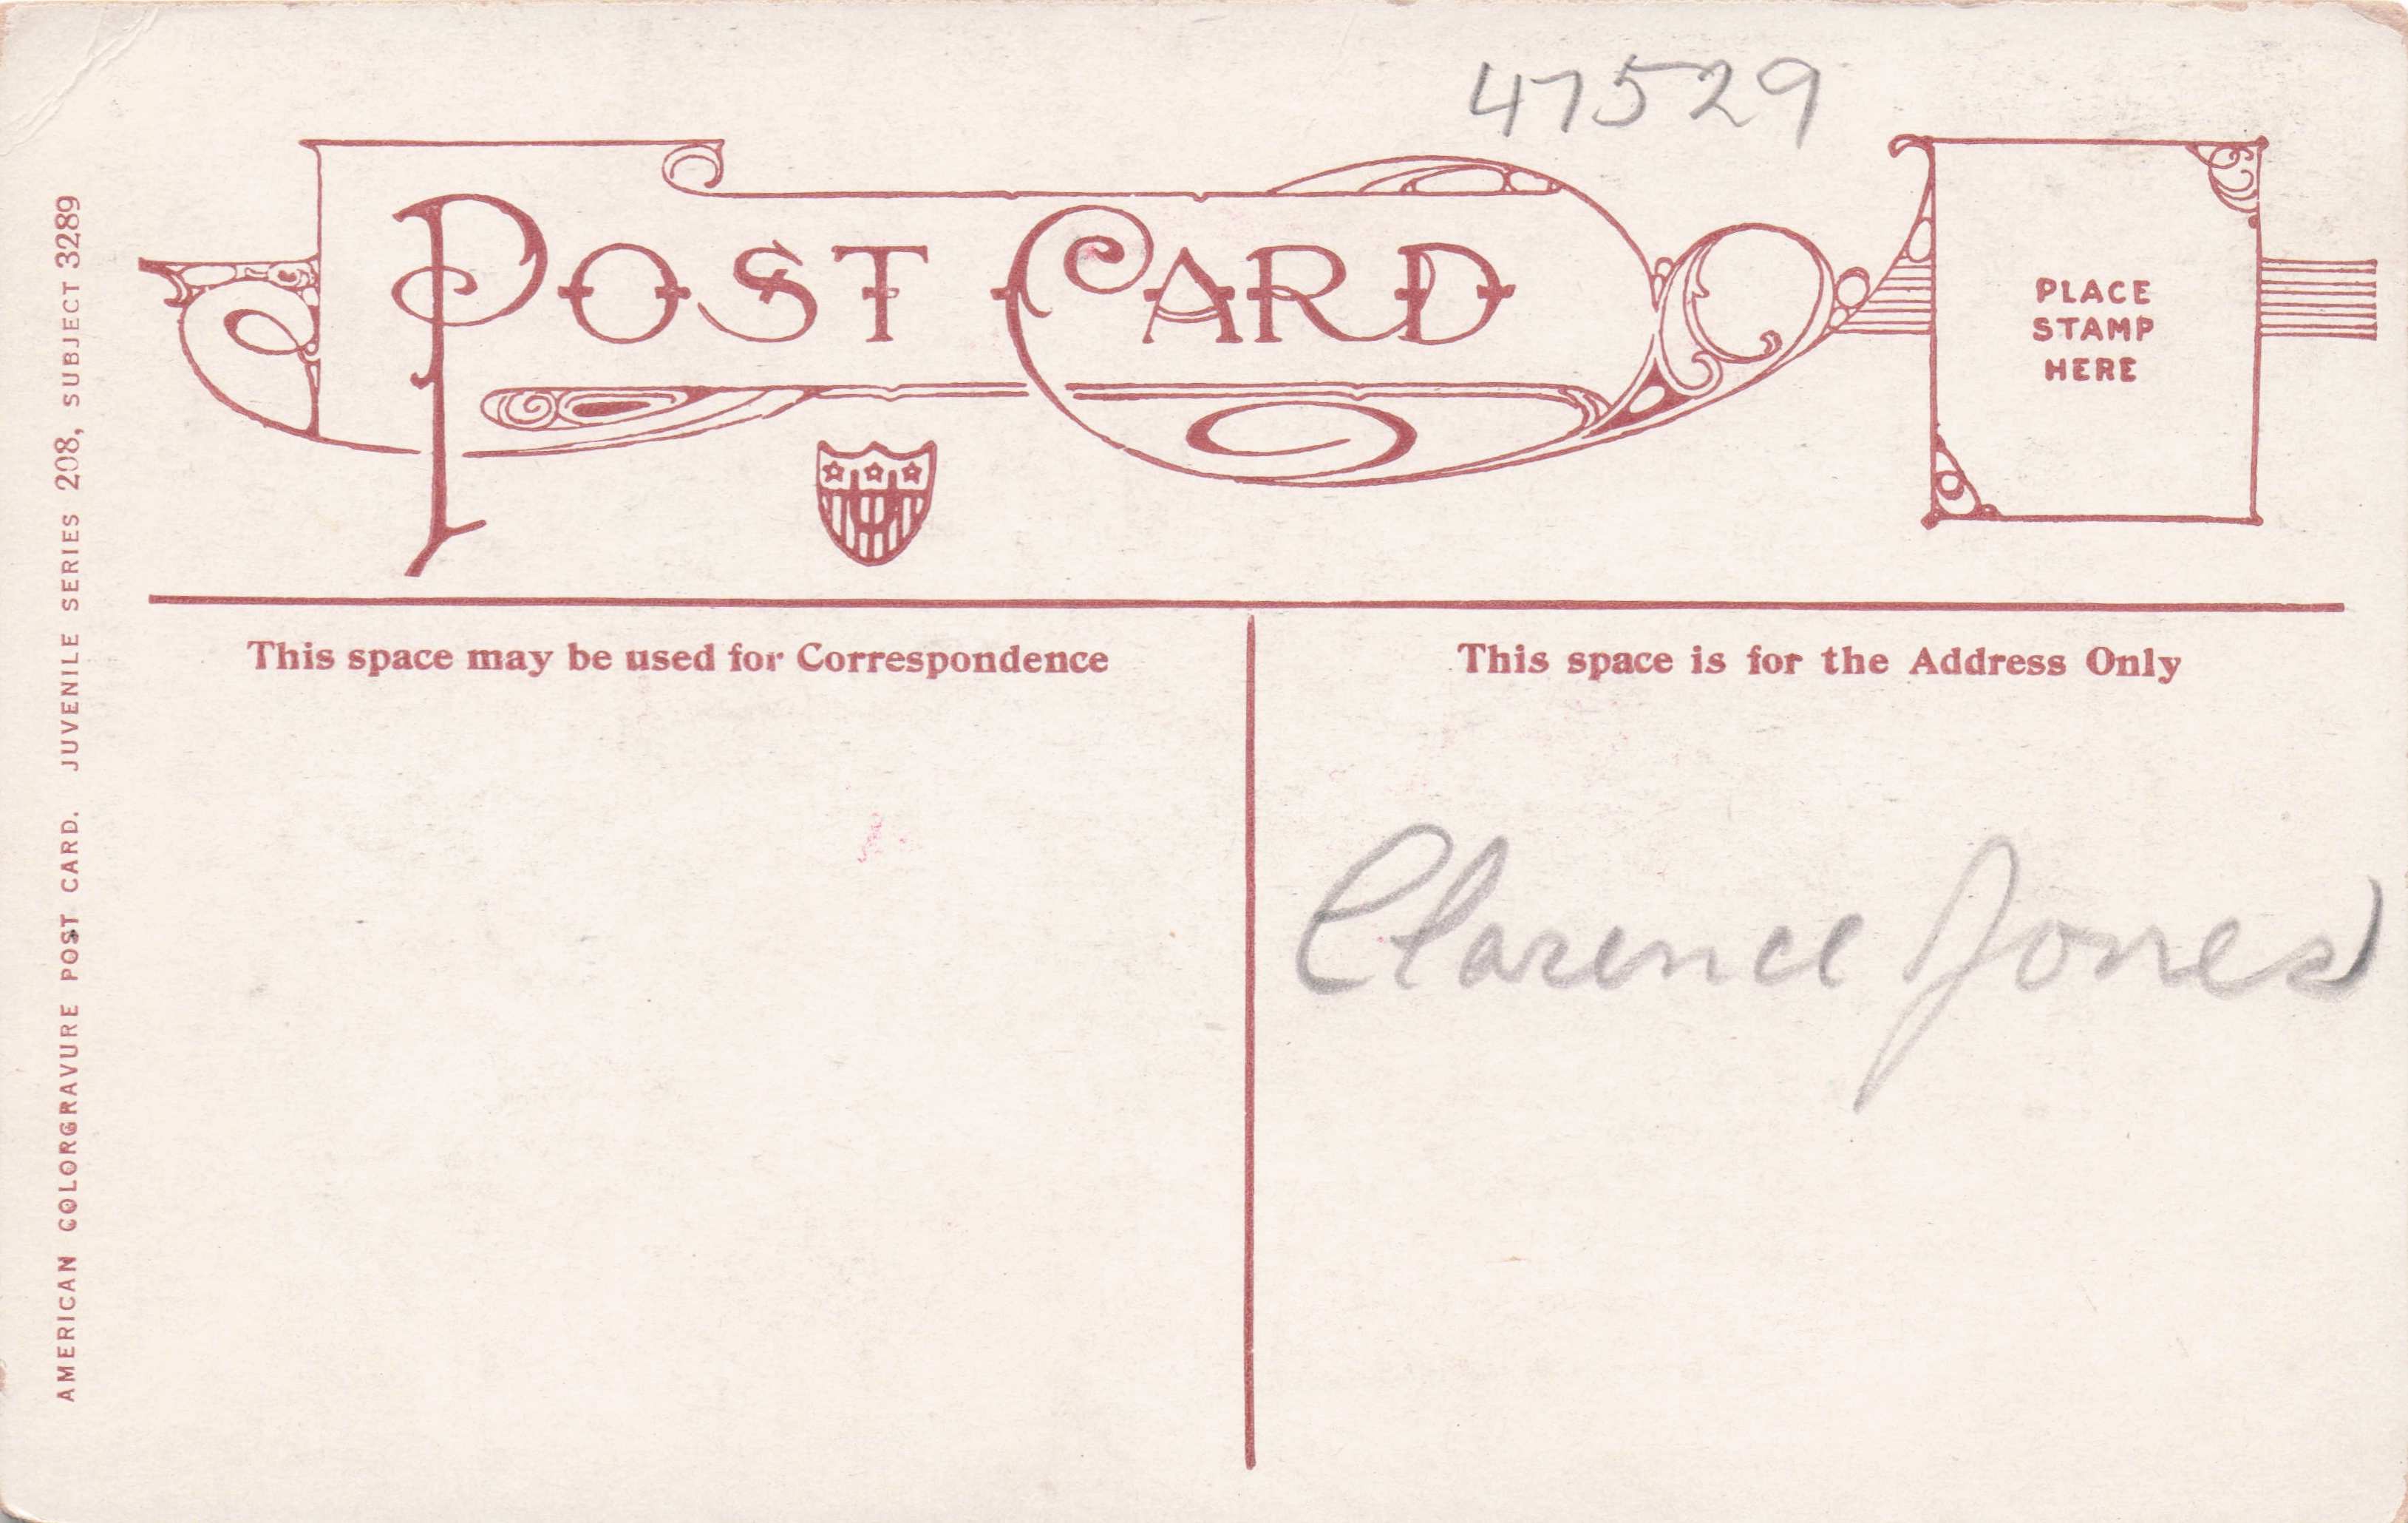 47529
POST CARD
PLACE
STAMP
HERE
This space may be used for Correspondence
This space is for the Address Only
Clarence Jones
AMERICAN COLORGRAVURE POST CARD. JUVENILE SERIES 208, SUBJECT 3289